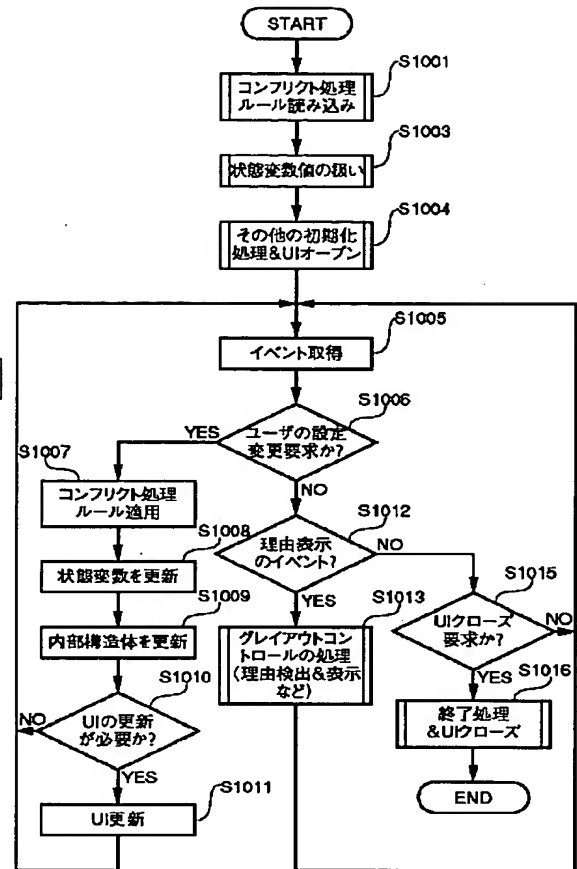 START
S1001
コンフリクト処理
ルール読み込み
S1003
状態変数値の扱い
S1004
その他の初期化
処理&UIオープン
S1005
イベント取得
S1006
ユーザの設定
変更要求か?
YES
NO
S1007
コンフリクト処理
ルール適用
S1008
状態変数を更新
S1009
内部構造体を更新
S1010
UIの更新
が必要か?
NO
YES
S1011
UI更新
S1012
理由表示
のイベント?
NO
YES
S1013
グレイアウトコント
ロールの処理
(理由検出&表示
など)
S1015
UIクローズ
要求か?
NO
YES
S1016
終了処理
&UIクローズ
END